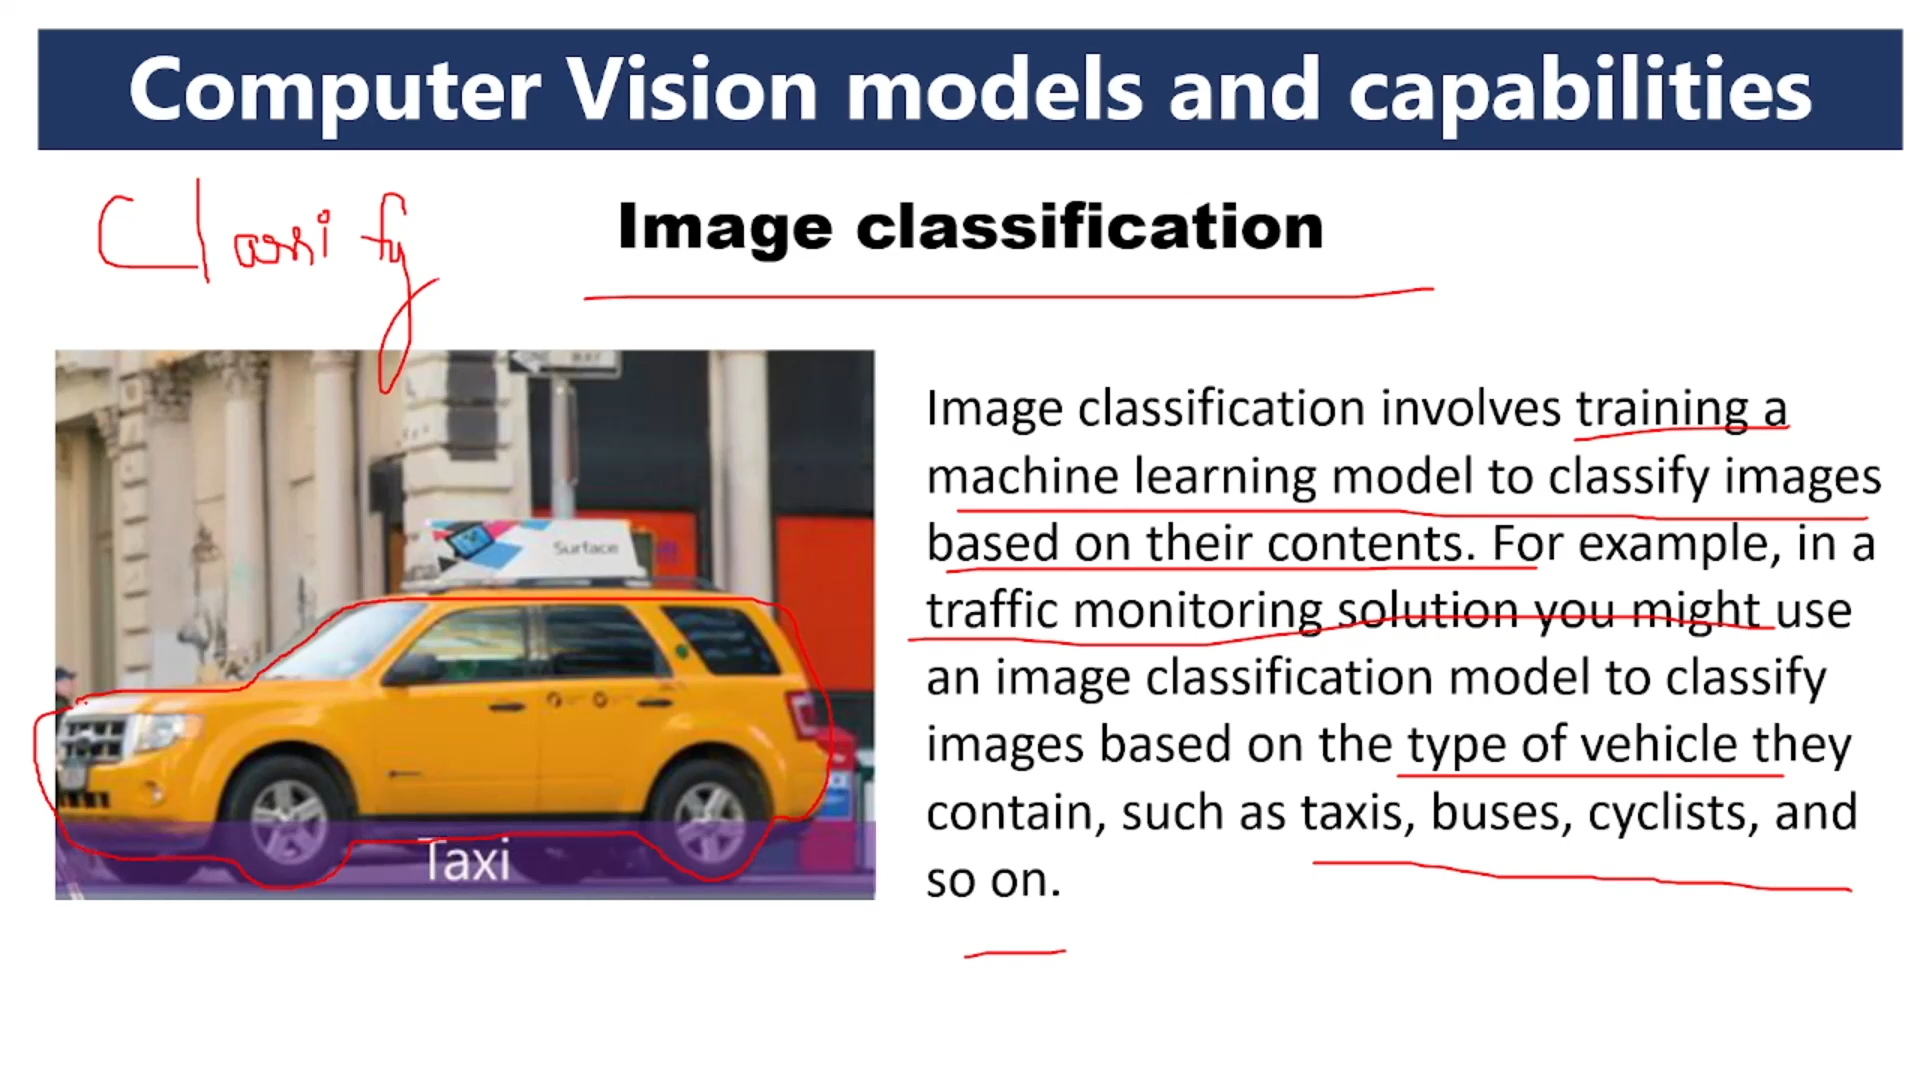 Computer Vision models and capabilities
Classify
Image classification
Surface
Taxi
Image classification involves training a
machine learning model to classify images
based on their contents. For example, in a
traffic monitoring solution you might use
an image classification model to classify
images based on the type of vehicle they
contain, such as taxis, buses, cyclists, and
so on.